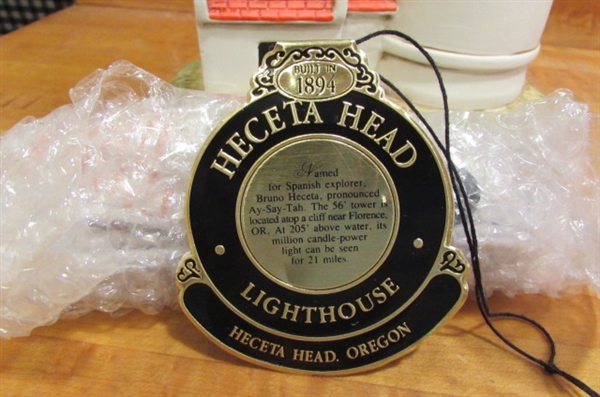 BUILT IN
1894
HECETA HEAD
Named
for Spanish explorer,
Bruno Heceta, pronounced
Ay-Say-Tah. The 56' tower is
located atop a cliff near Florence,
OR. At 205' above water, its
million candle-power
light can be seen
for 21 miles.
LIGHTHOUSE
HECETA HEAD, OREGON